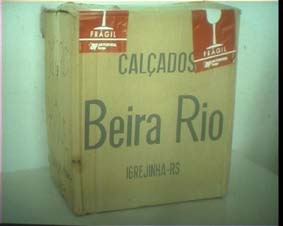 FRÁGIL
FRÁGIL
CALÇADOS
Beira Rio
IGREJINHA-RS